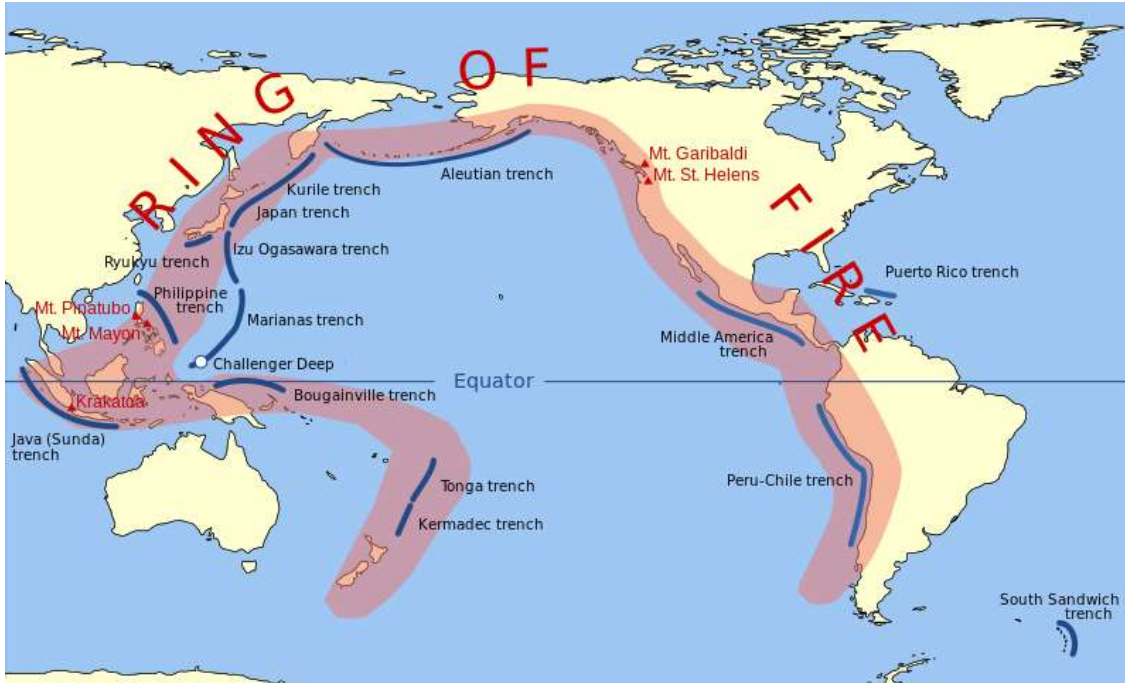 RING OF FIRE
Mt. Garibaldi
Mt. St. Helens
Aleutian trench
Kurile trench
Japan trench
Izu Ogasawara trench
Ryukyu trench
Philippine
trench
Puerto Rico trench
Mt. Pinatubo
Mt. Mayon
Marianas trench
Middle America
trench
Challenger Deep
Equator
Bougainville trench
Krakatoa
Java (Sunda)
trench
Tonga trench
Peru-Chile trench
Kermadec trench
South Sandwich
trench